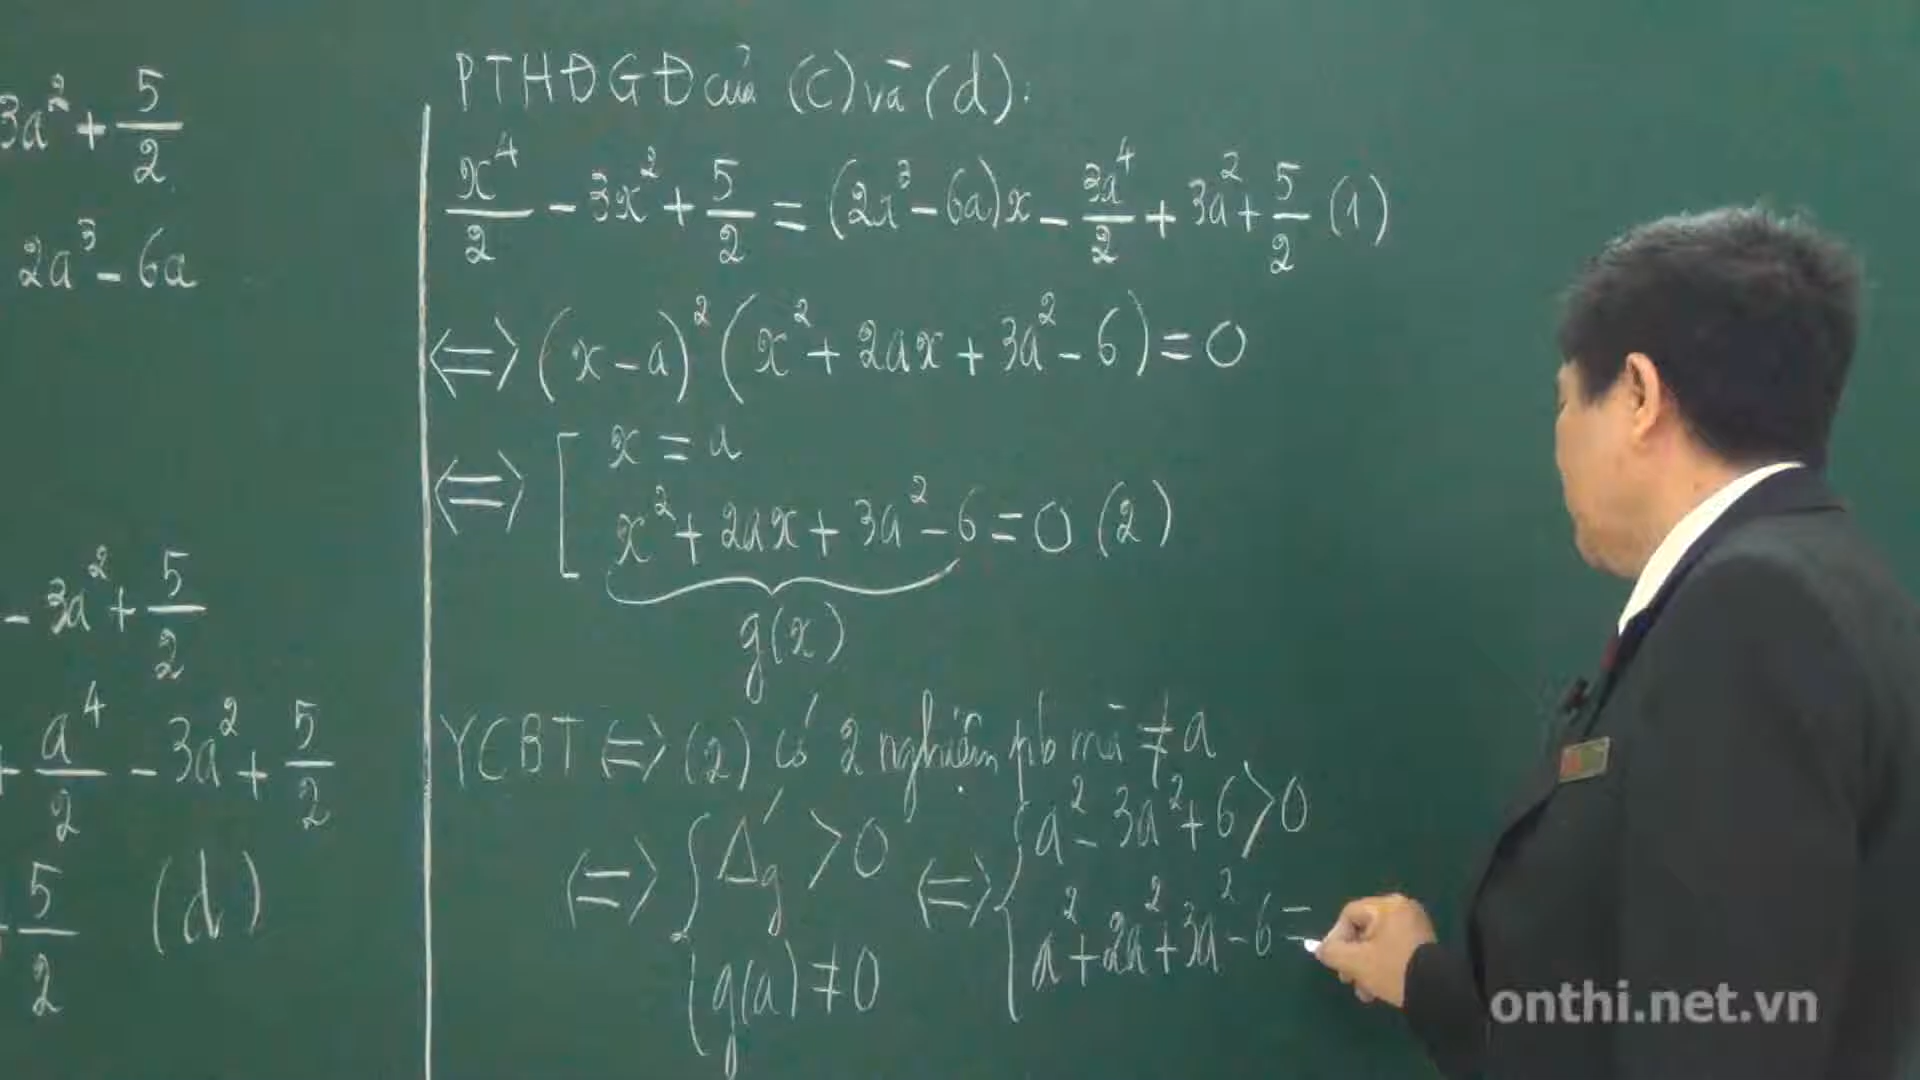 3a² + 5/2
2a³ - 6a
- 3a² + 5/2
+ a⁴/2 - 3a² + 5/2
+ 5/2 (d)
PTHĐGĐ của (C) và (d):
x⁴/2 - 3x² + 5/2 = (2a³ - 6a)x - 3a⁴/2 + 3a² + 5/2 (1)
⟺ (x - a)² (x² + 2ax + 3a² - 6) = 0
⟺ [ x = a
x² + 2ax + 3a² - 6 = 0 (2)
g(x)
YCBT ⟺ (2) có 2 nghiệm pb mà ≠ a
⟺ { Δ'g > 0 ⟺ { a² - 3a² + 6 > 0
g(a) ≠ 0 a² + 2a² + 3a² - 6 =
onthi.net.vn